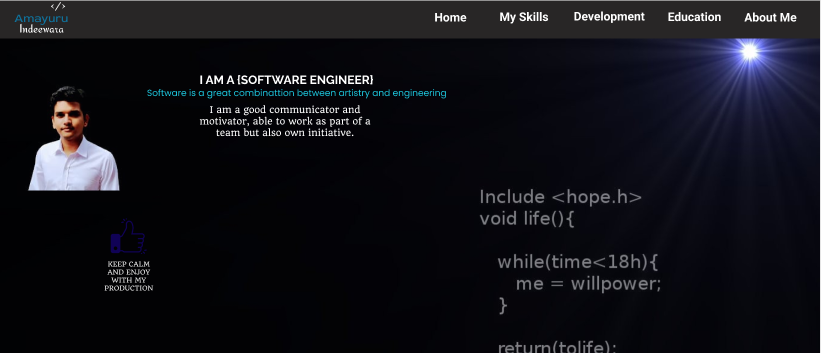 </>
Amayuru
Indeewara
Home My Skills Development Education About Me
I AM A {SOFTWARE ENGINEER}
Software is a great combinattion between artistry and engineering
I am a good communicator and
motivator, able to work as part of a
team but also own initiative.
Include <hope.h>
void life(){
while(time<18h){
me = willpower;
}
return(tolife);
KEEP CALM
AND ENJOY
WITH MY
PRODUCTION